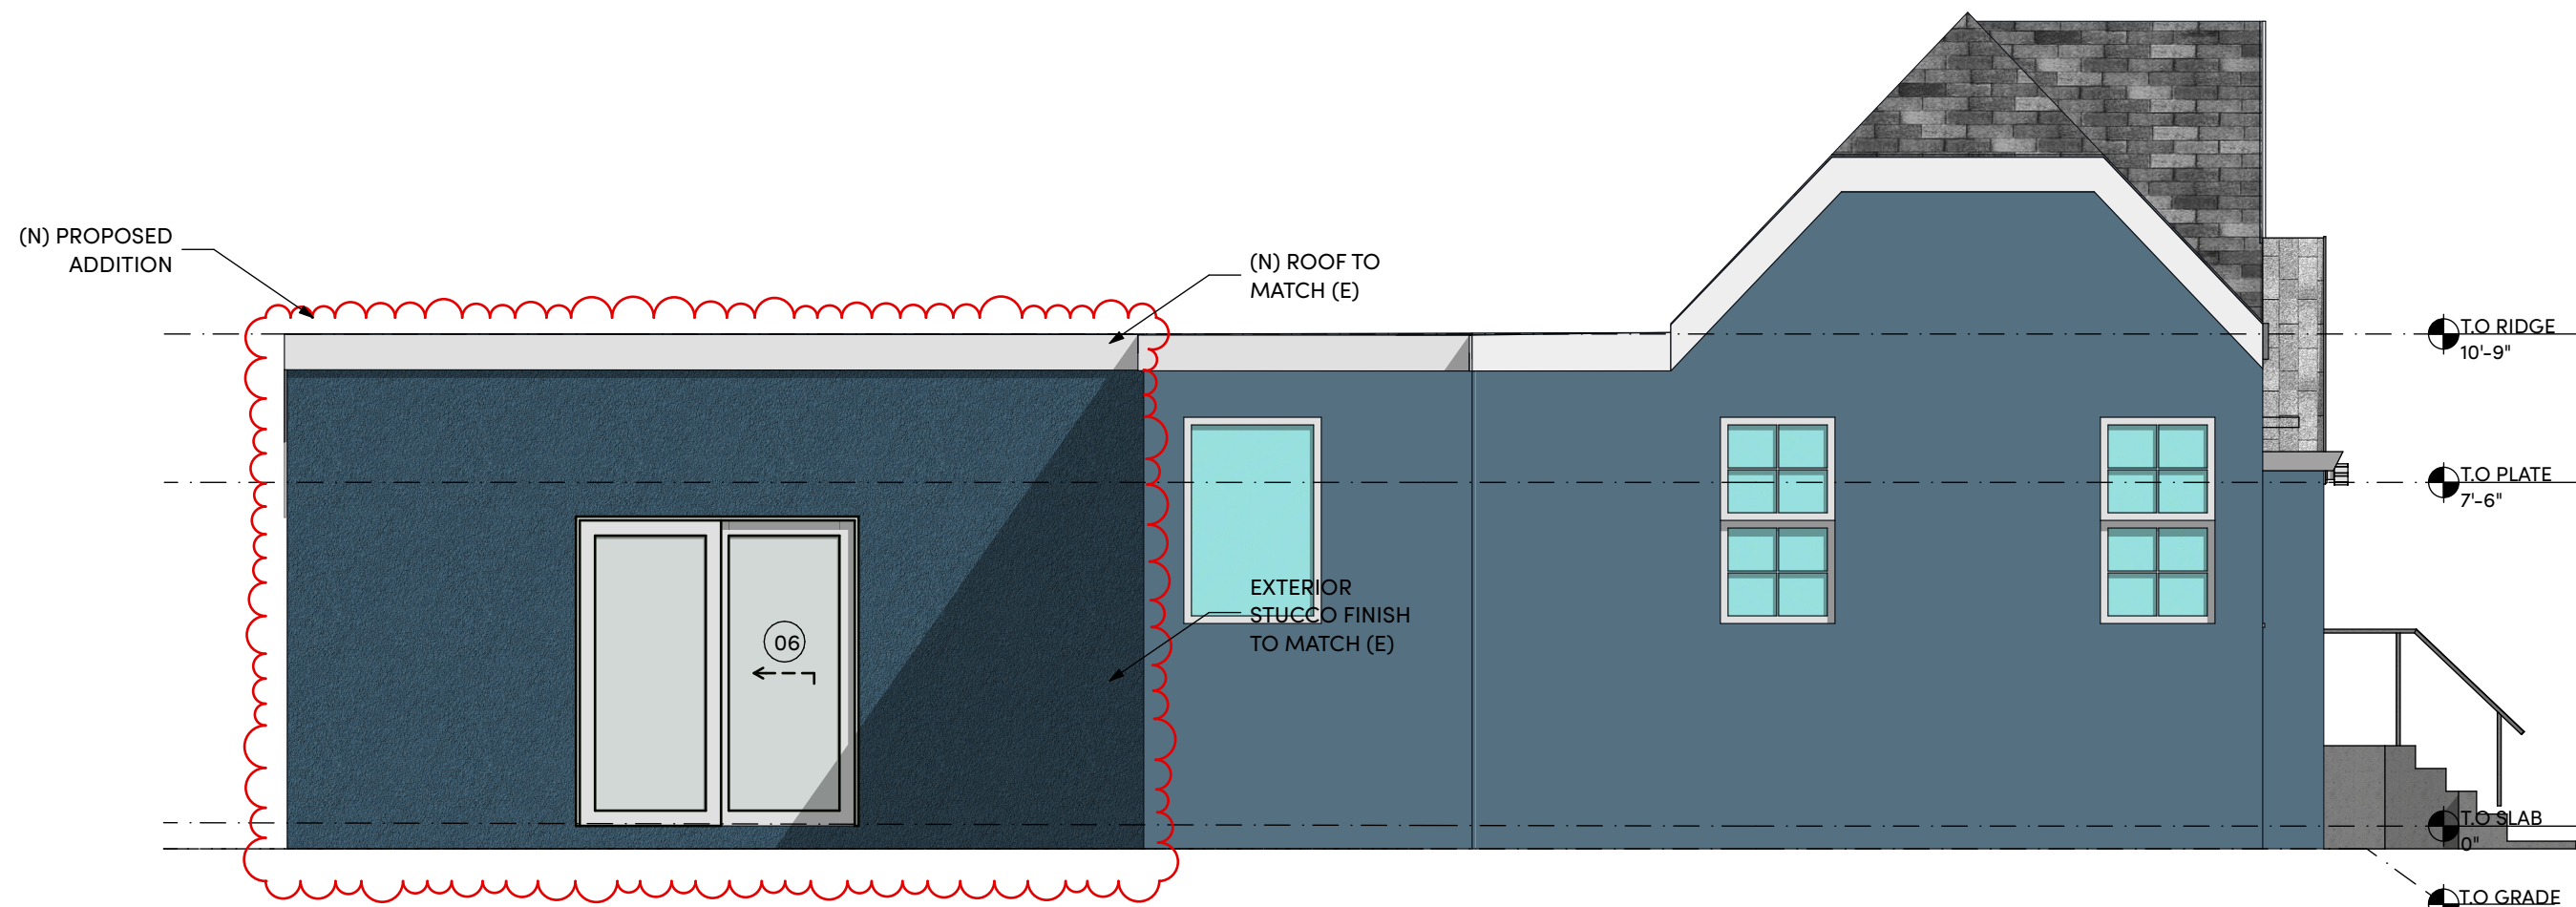 (N) PROPOSED
ADDITION
(N) ROOF TO
MATCH (E)
T.O RIDGE
10'-9"
T.O PLATE
7'-6"
EXTERIOR
STUCCO FINISH
TO MATCH (E)
06
T.O SLAB
0"
T.O GRADE